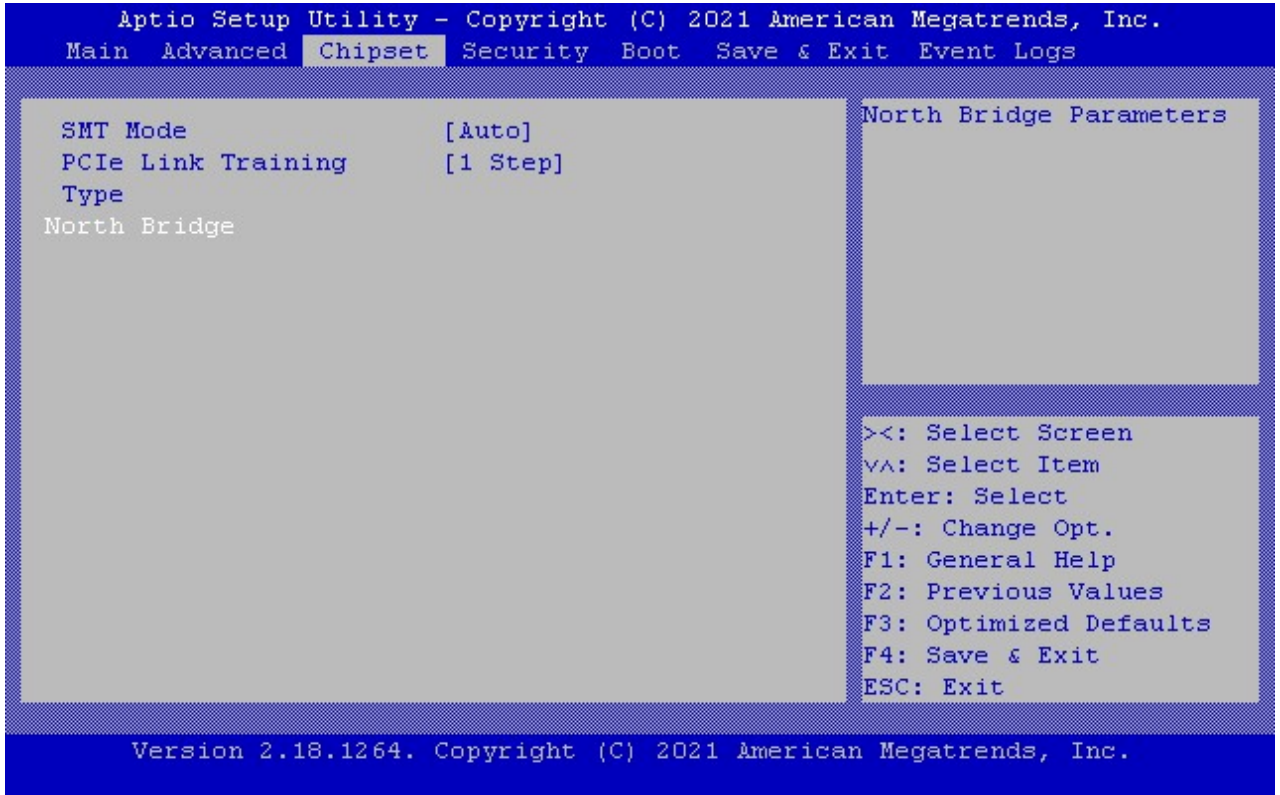 Aptio Setup Utility - Copyright (C) 2021 American Megatrends, Inc.
Main Advanced Chipset Security Boot Save & Exit Event Logs
SMT Mode [Auto]
PCIe Link Training [1 Step]
Type
North Bridge
North Bridge Parameters
><: Select Screen
v^: Select Item
Enter: Select
+/-: Change Opt.
F1: General Help
F2: Previous Values
F3: Optimized Defaults
F4: Save & Exit
ESC: Exit
Version 2.18.1264. Copyright (C) 2021 American Megatrends, Inc.